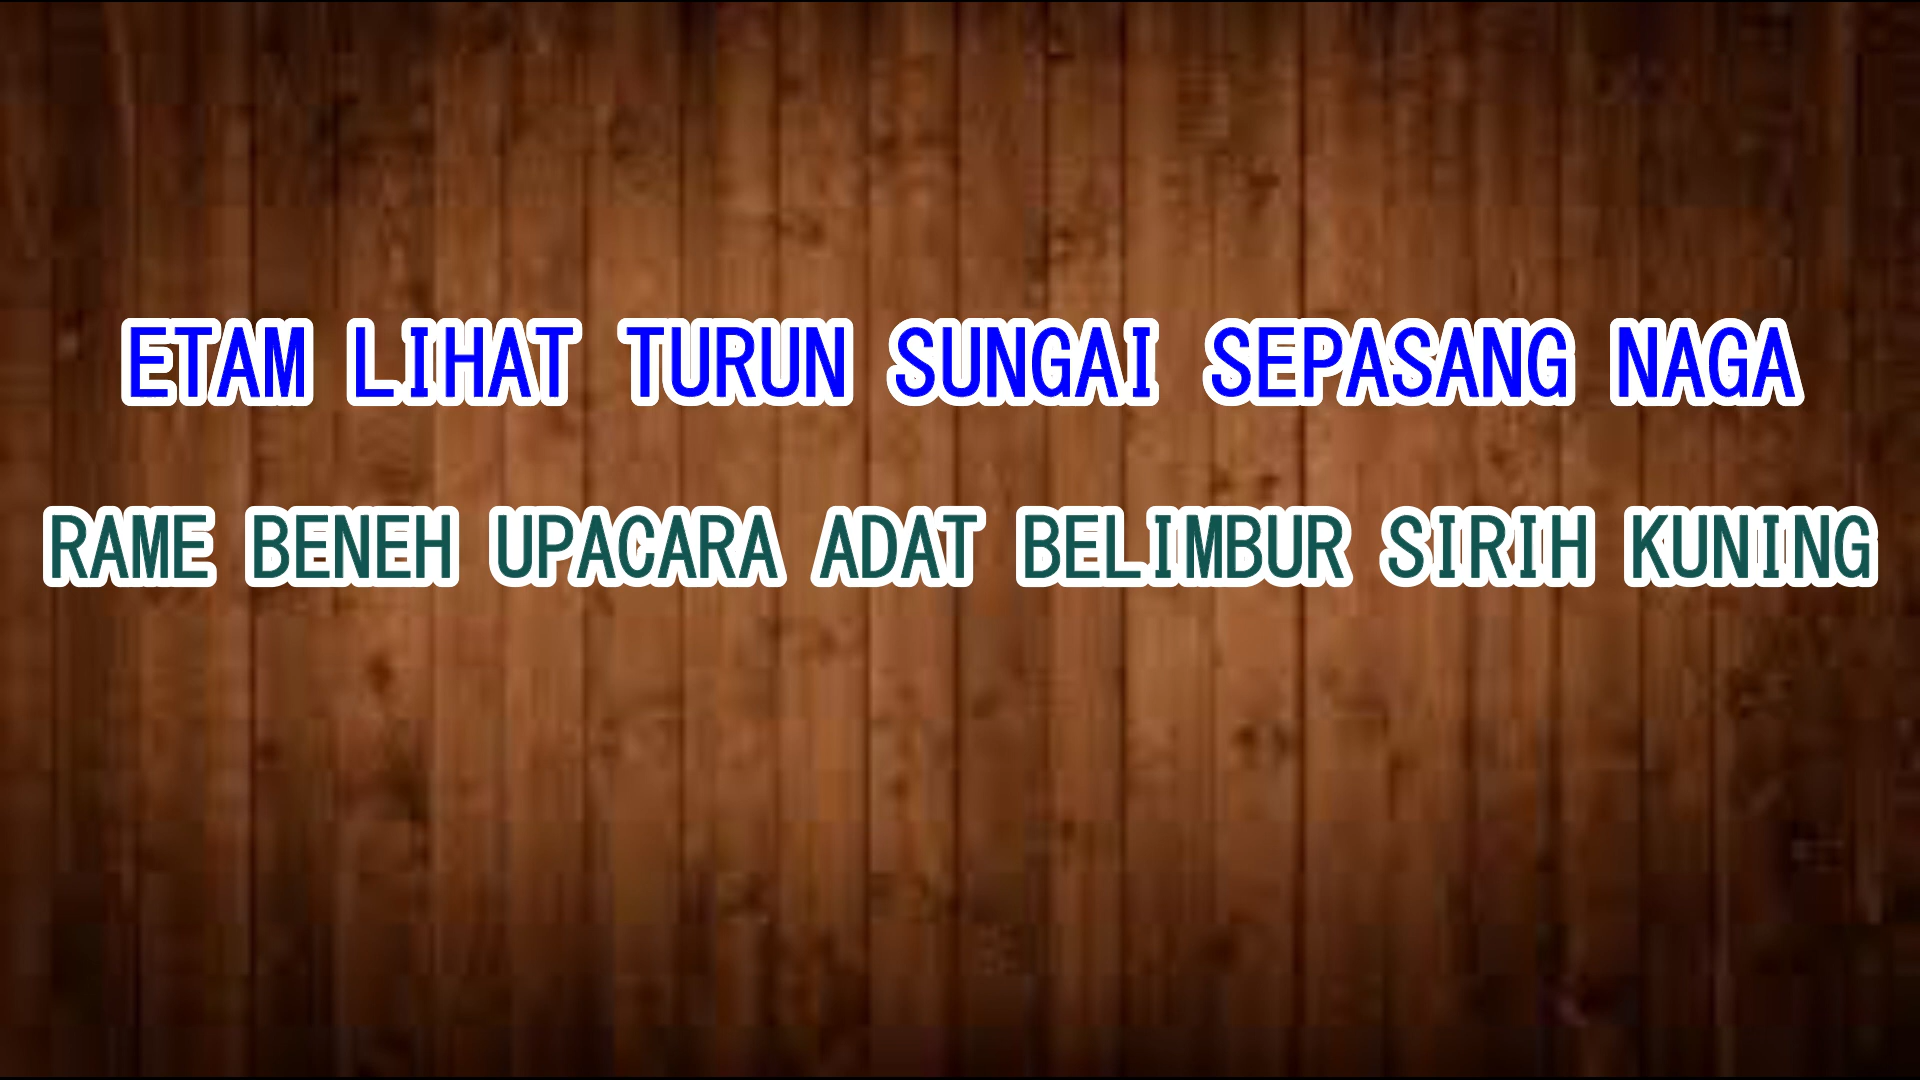 ETAM LIHAT TURUN SUNGAI SEPASANG NAGA
RAME BENEH UPACARA ADAT BELIMBUR SIRIH KUNING